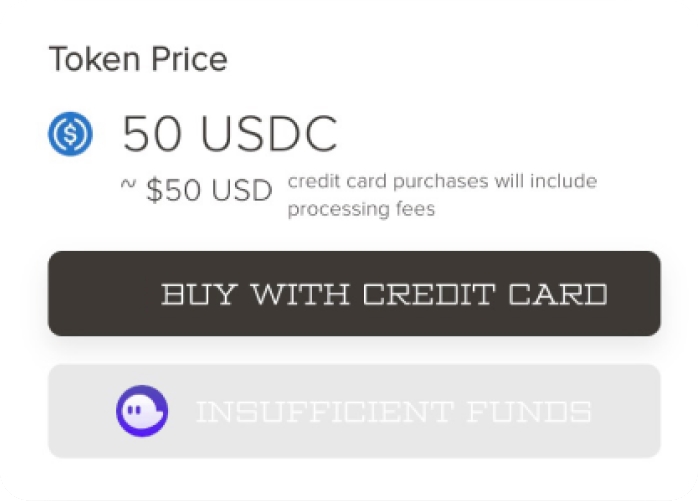 Token Price
50 USDC
~ $50 USD credit card purchases will include
processing fees
BUY WITH CREDIT CARD
INSUFFICIENT FUNDS